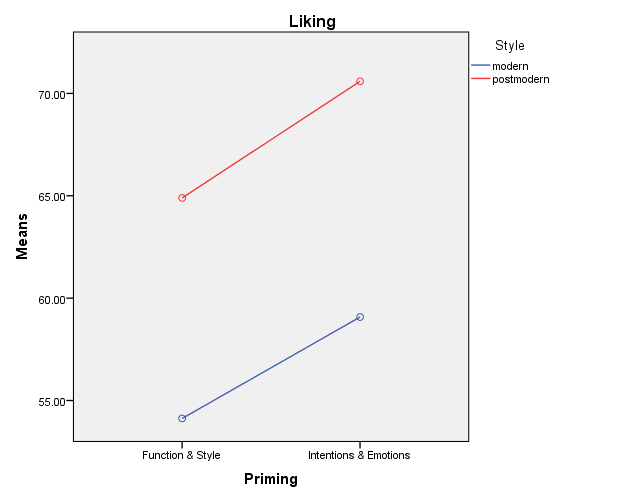 Liking
Style
modern
postmodern
70.00
65.00
60.00
55.00
Means
Function & Style
Intentions & Emotions
Priming